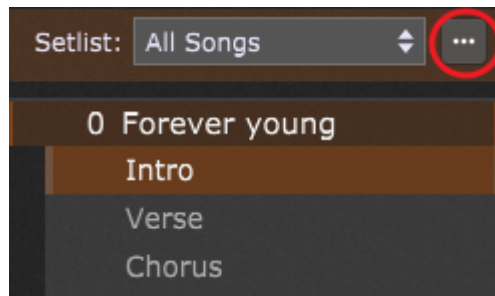 Setlist: All Songs ...
0 Forever young
Intro
Verse
Chorus